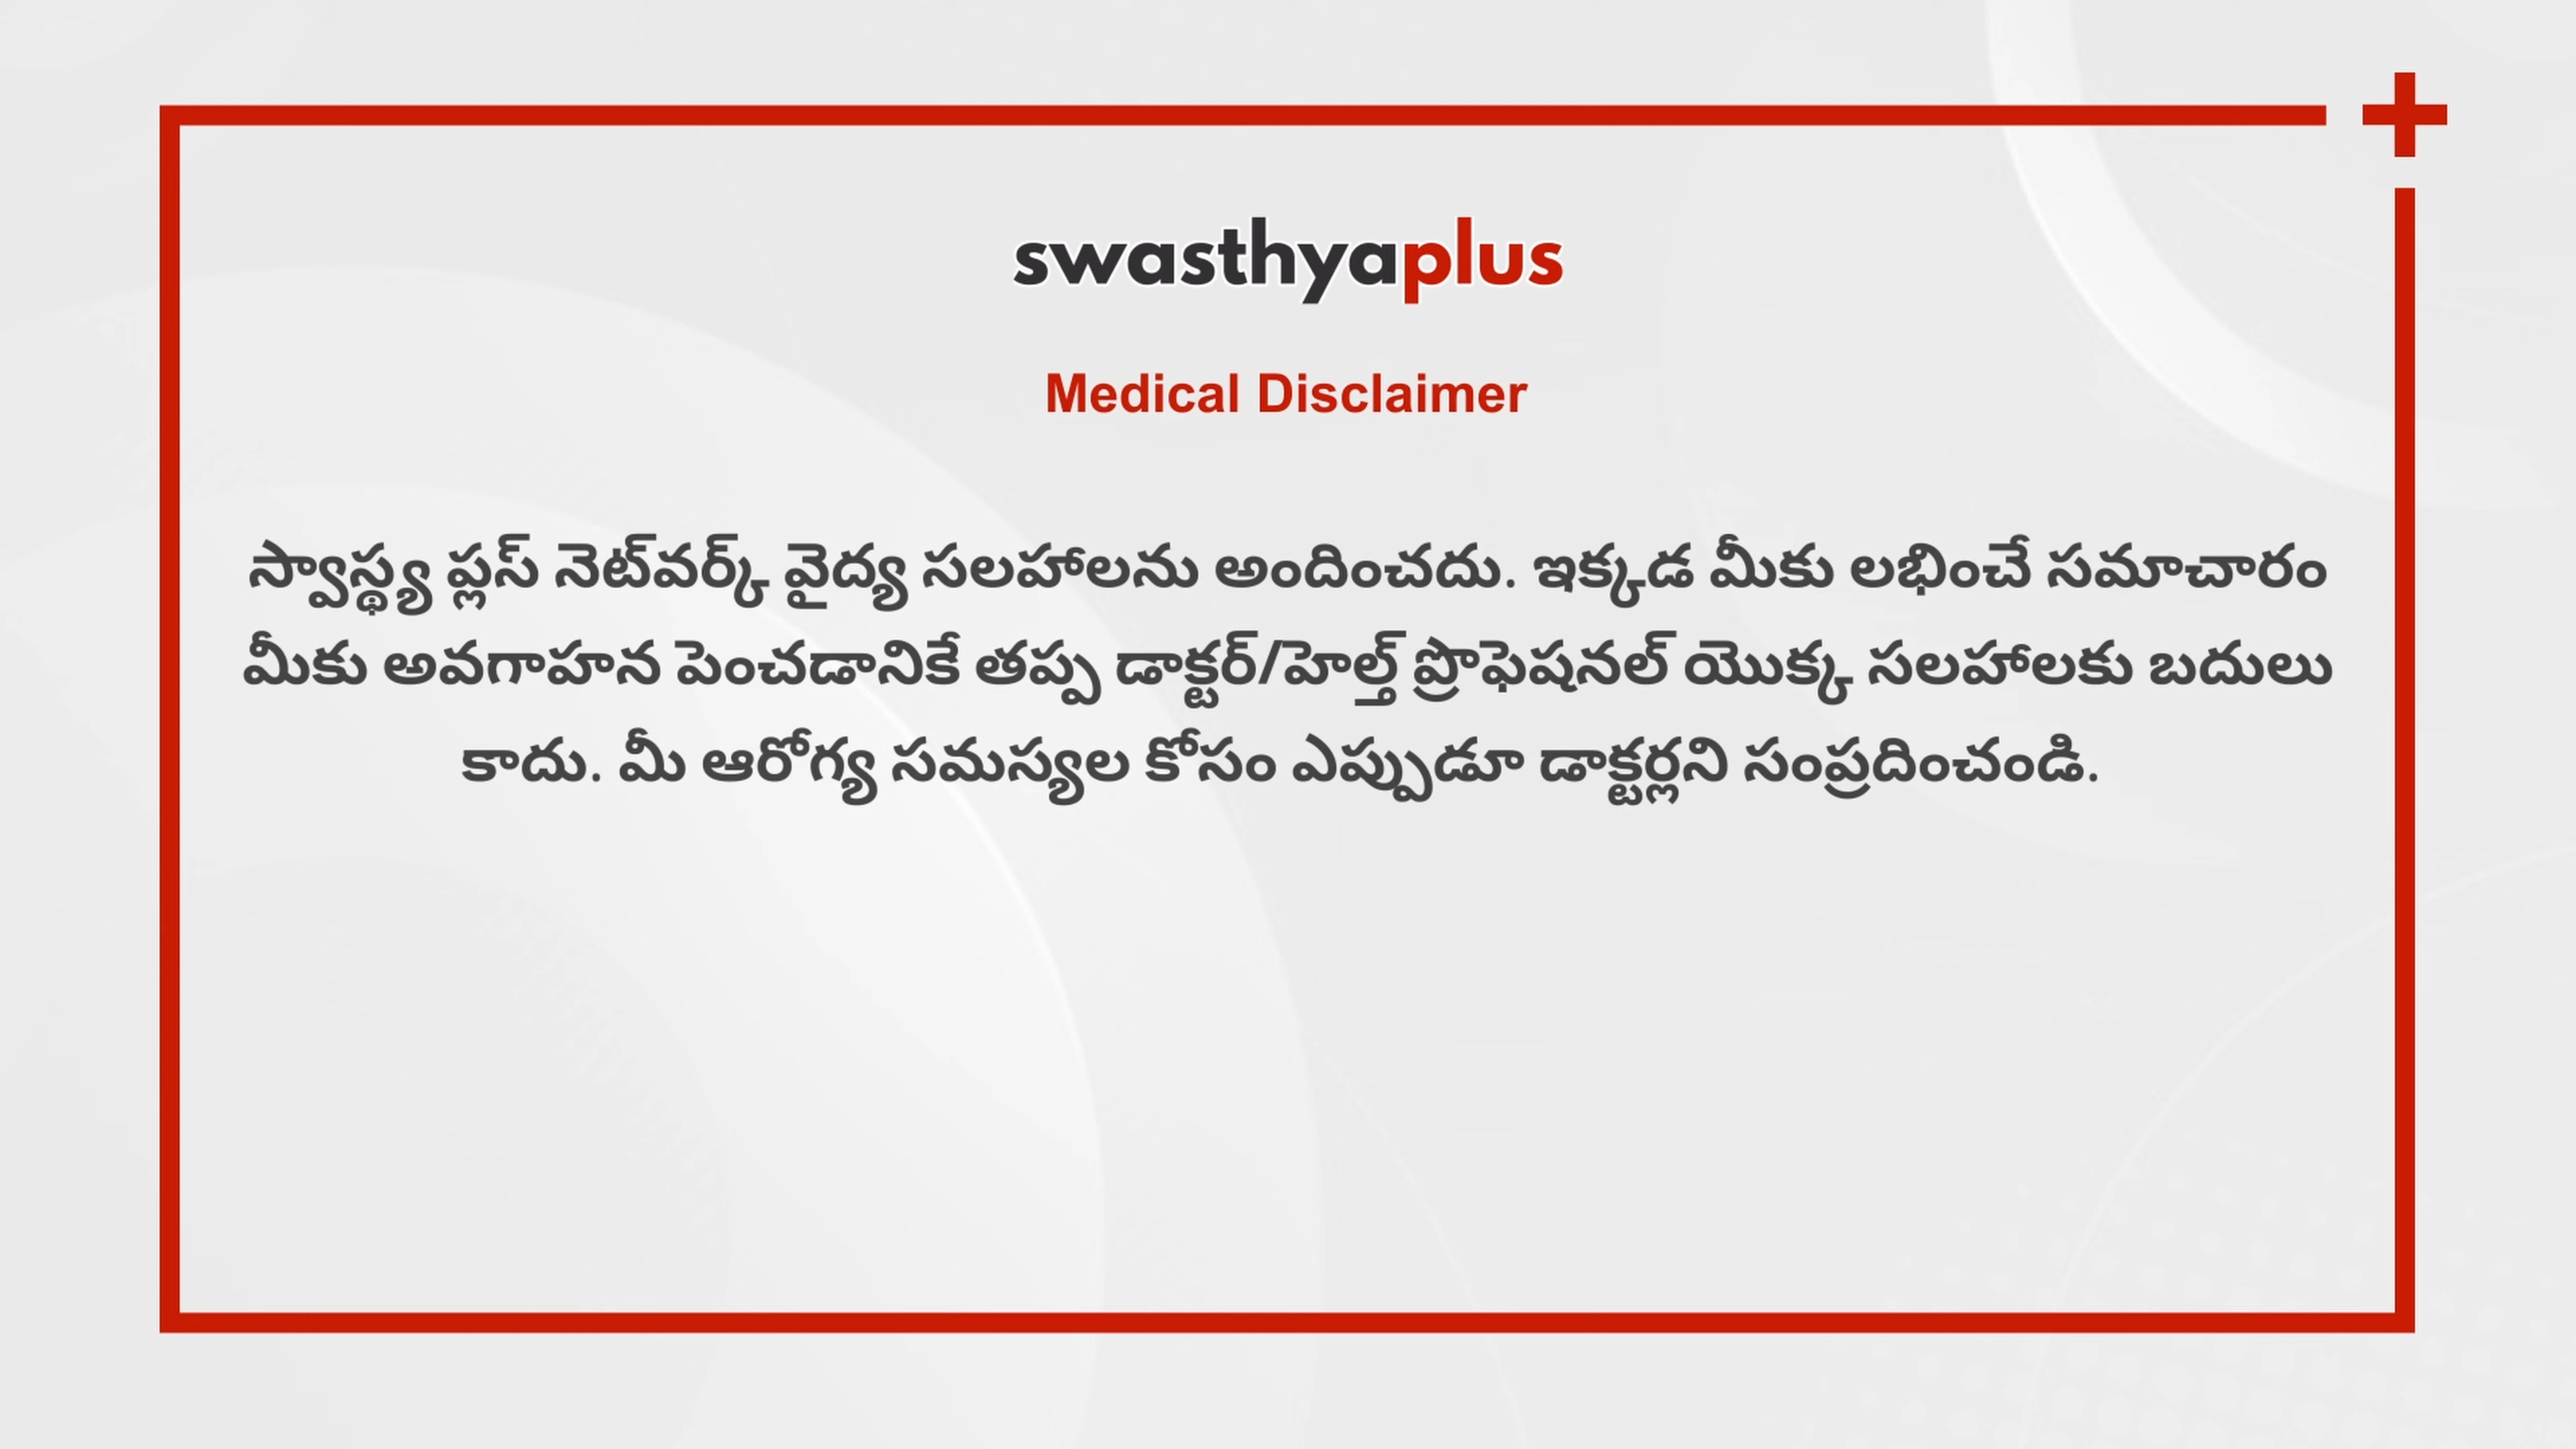 swasthyaplus
Medical Disclaimer
స్వాస్థ్య ప్లస్ నెట్‌వర్క్ వైద్య సలహాలను అందించదు. ఇక్కడ మీకు లభించే సమాచారం
మీకు అవగాహన పెంచడానికే తప్ప డాక్టర్/హెల్త్ ప్రొఫెషనల్ యొక్క సలహాలకు బదులు
కాదు. మీ ఆరోగ్య సమస్యల కోసం ఎప్పుడూ డాక్టర్లని సంప్రదించండి.